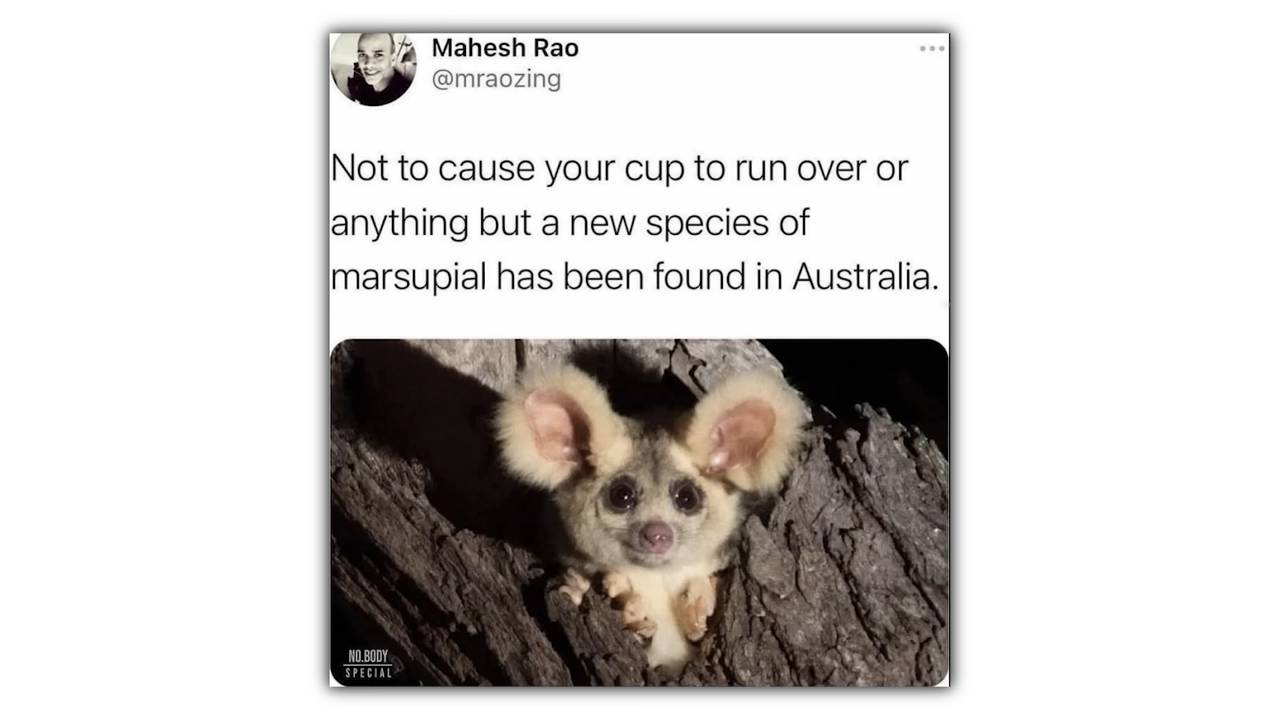 Mahesh Rao
@mraozing
Not to cause your cup to run over or
anything but a new species of
marsupial has been found in Australia.
NO.BODY
SPECIAL